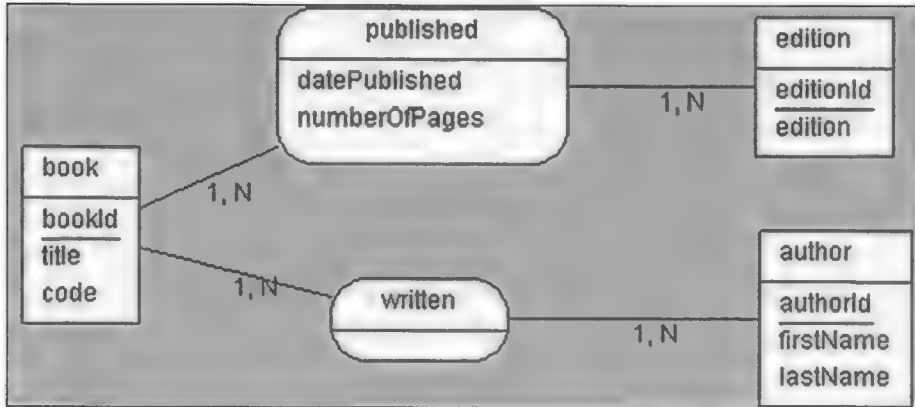 published
datePublished
numberOfPages
1, N
edition
editionId
edition
book
bookId
title
code
1, N
1, N
written
1, N
author
authorId
firstName
lastName